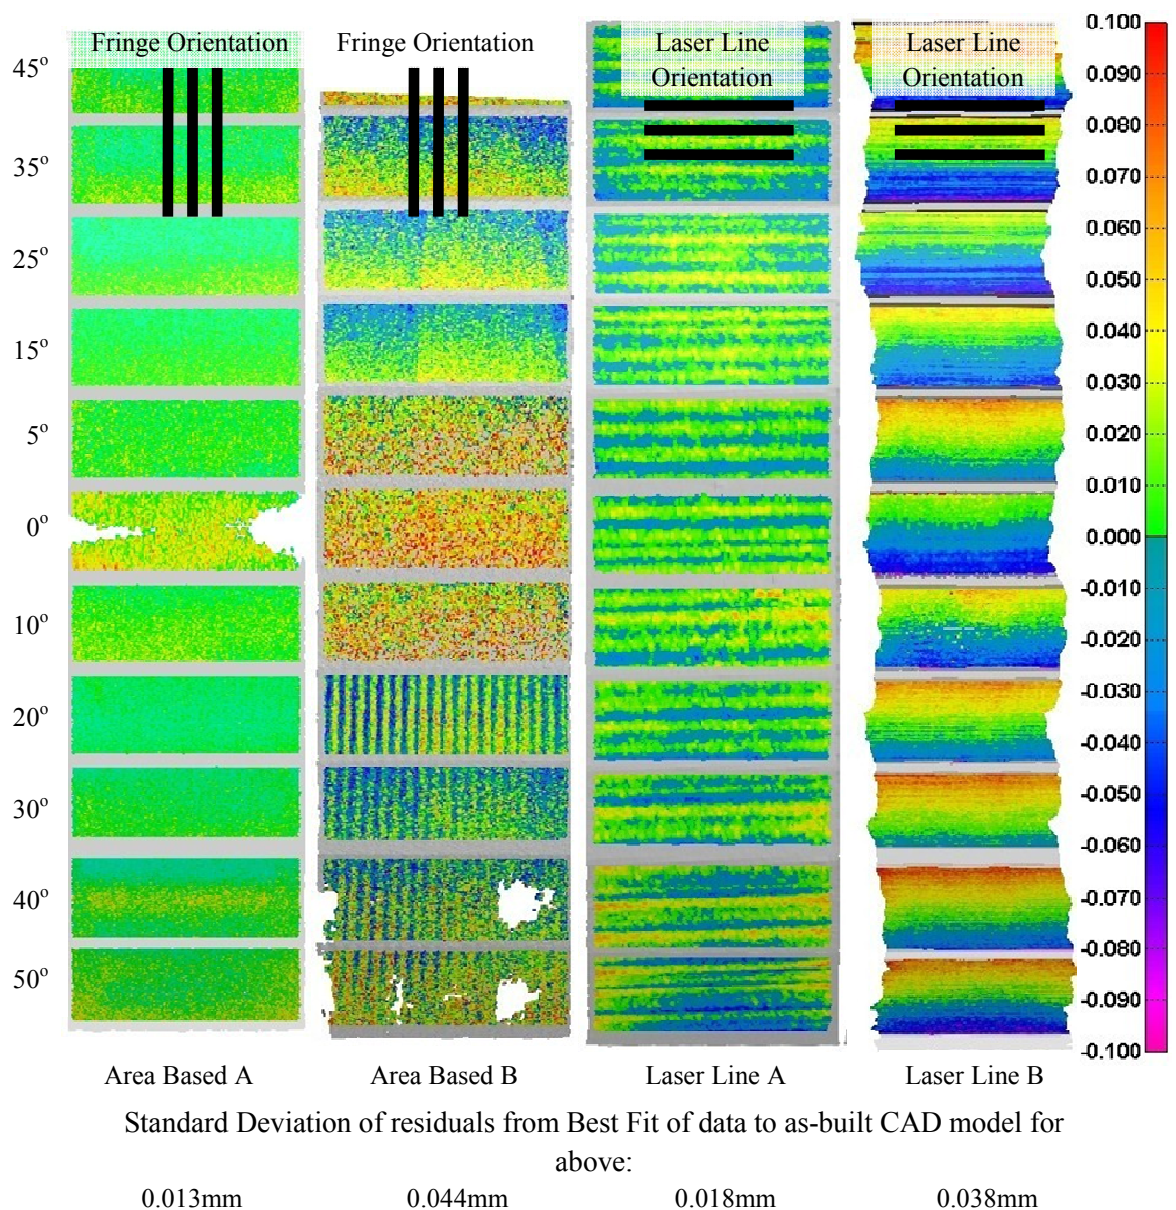 Fringe Orientation
Fringe Orientation
Laser Line
Orientation
Laser Line
Orientation
45°
35°
25°
15°
5°
0°
10°
20°
30°
40°
50°
0.100
0.090
0.080
0.070
0.060
0.050
0.040
0.030
0.020
0.010
0.000
-0.010
-0.020
-0.030
-0.040
-0.050
-0.060
-0.070
-0.080
-0.090
-0.100
Area Based A
Area Based B
Laser Line A
Laser Line B
Standard Deviation of residuals from Best Fit of data to as-built CAD model for
above:
0.013mm
0.044mm
0.018mm
0.038mm